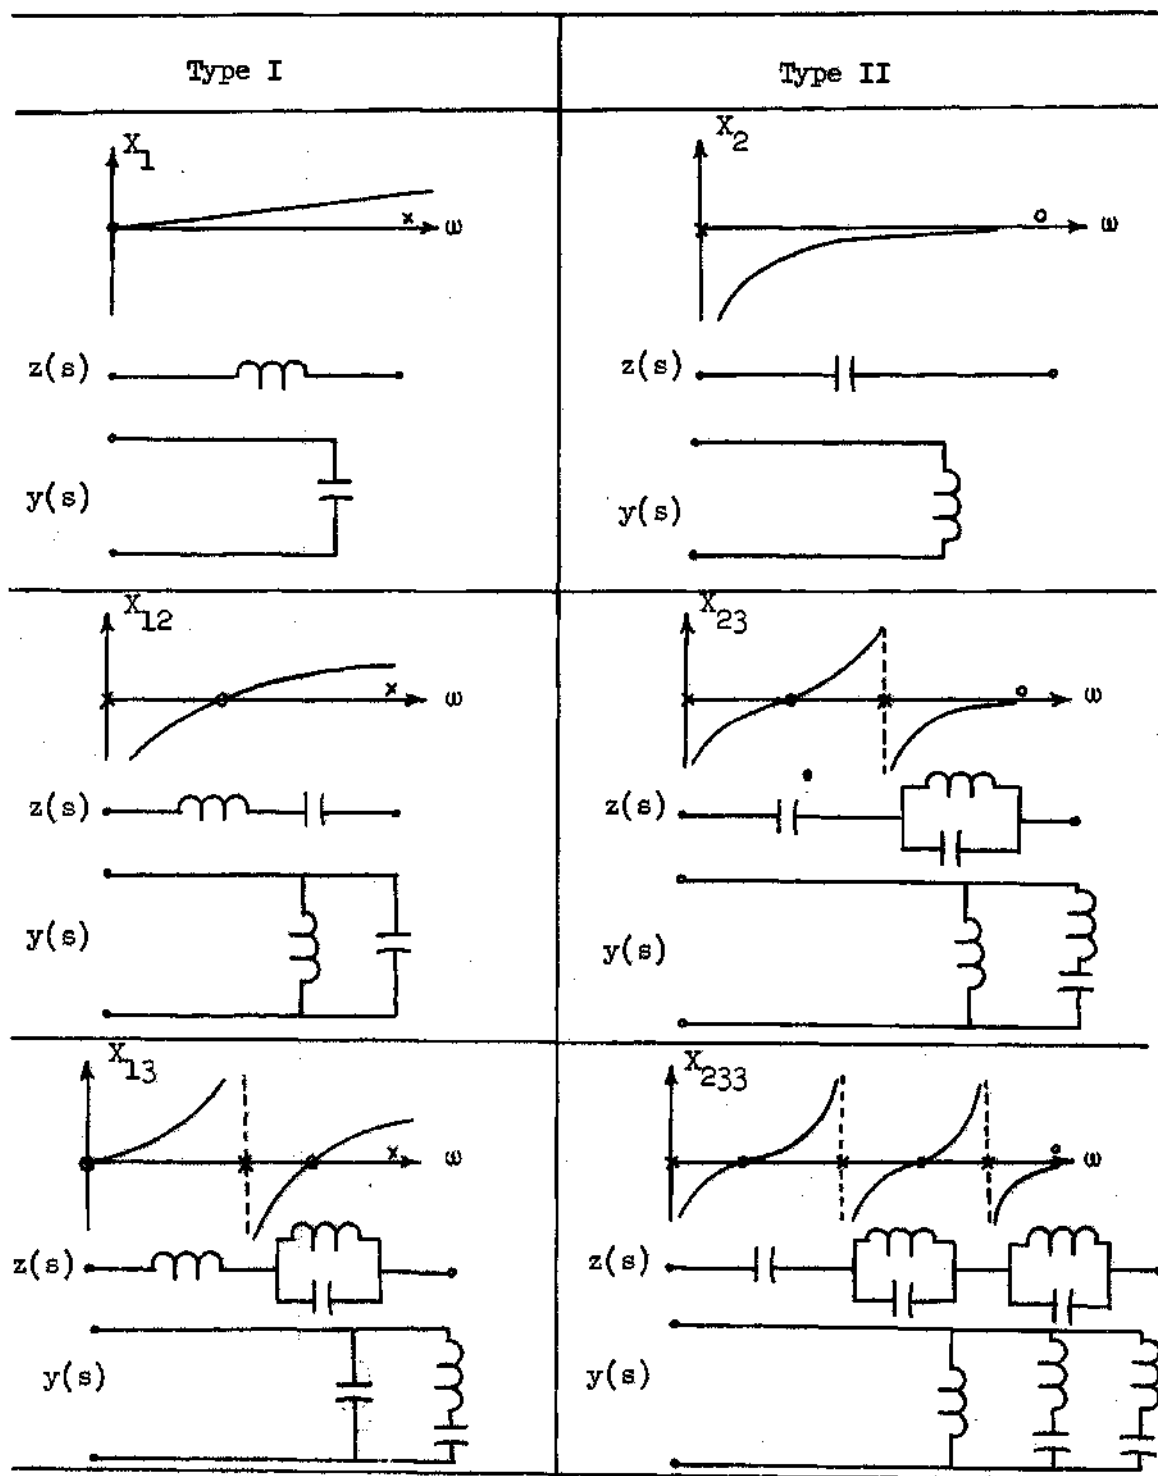 Type I
Type II
X1
ω
X2
ω
z(s)
z(s)
y(s)
y(s)
X12
ω
X23
ω
z(s)
z(s)
y(s)
y(s)
X13
ω
X233
ω
z(s)
z(s)
y(s)
y(s)